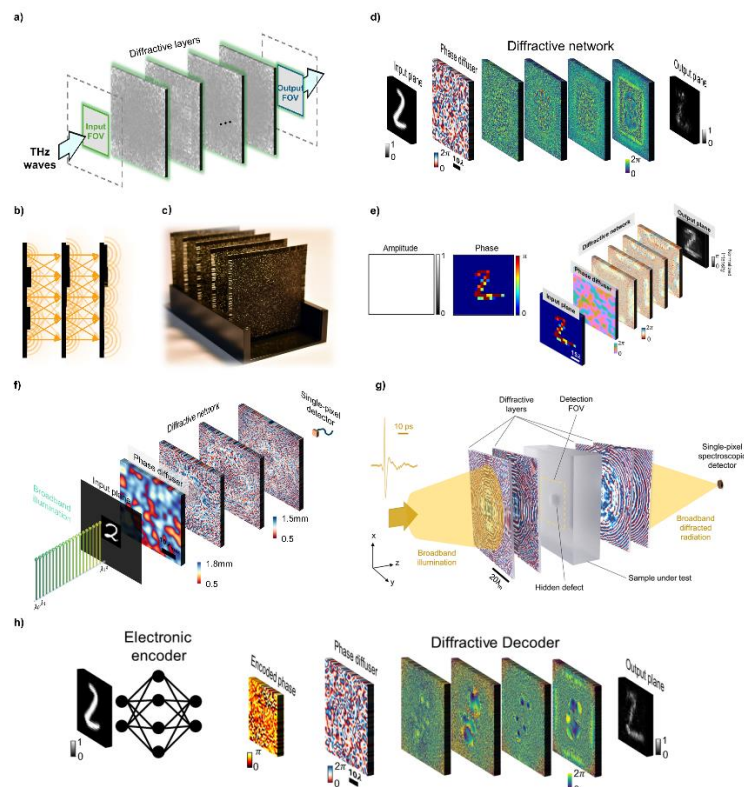 a)
Diffractive layers
Input FOV
Output FOV
...
THz waves
b)
c)
d)
Diffractive network
Input plane
Phase diffuser
Output plane
1
0
2π
0
10λ
2π
0
1
0
e)
Amplitude
1
0
Phase
π
0
Input plane
Phase diffuser
Diffractive network
Output plane
Normalized Intensity
15λ
2π
0
2π
0
f)
Broadband illumination
Input plane
Phase diffuser
Diffractive network
Single-pixel detector
1.8mm
0.5
1.5mm
0.5
g)
10 ps
Diffractive layers
Detection FOV
Single-pixel spectroscopic detector
Broadband illumination
Broadband diffracted radiation
x
z
y
20λm
Hidden defect
Sample under test
h)
Electronic encoder
Encoded phase
Phase diffuser
Diffractive Decoder
Output plane
1
0
π
0
2π
0
10λ
2π
0
1
0